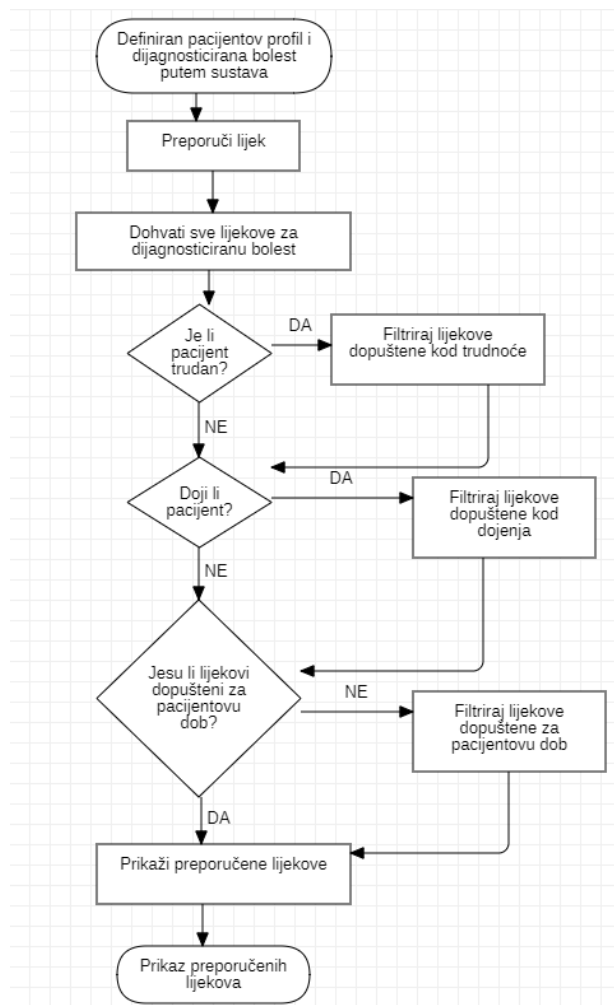 Definiran pacijentov profil i
dijagnosticirana bolest
putem sustava
Preporuči lijek
Dohvati sve lijekove za
dijagnosticiranu bolest
Je li
pacijent
trudan?
DA
Filtriraj lijekove
dopuštene kod trudnoće
NE
Doji li
pacijent?
DA
Filtriraj lijekove
dopuštene kod
dojenja
NE
Jesu li lijekovi
dopušteni za
pacijentovu
dob?
NE
Filtriraj lijekove
dopuštene za
pacijentovu dob
DA
Prikaži preporučene lijekove
Prikaz preporučenih
lijekova